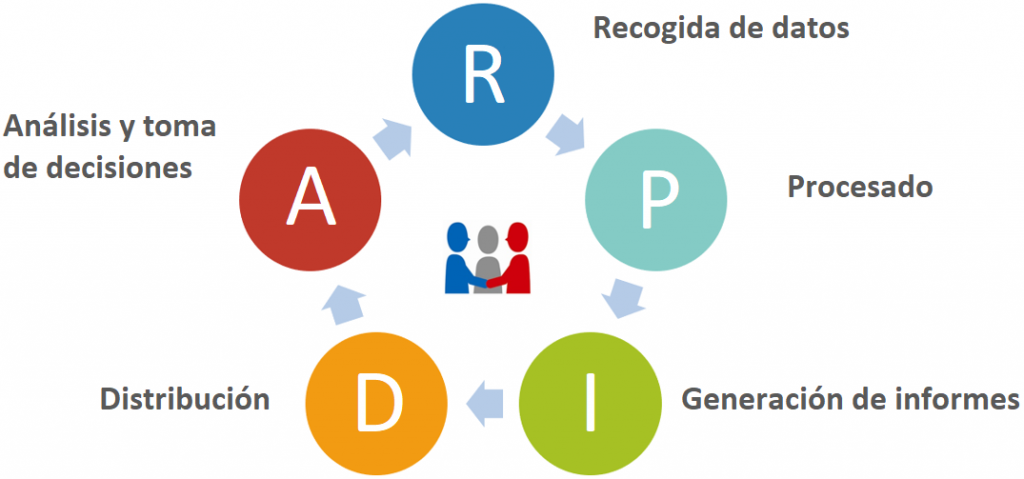 R
Recogida de datos
P
Procesado
I
Generación de informes
D
Distribución
A
Análisis y toma
de decisiones